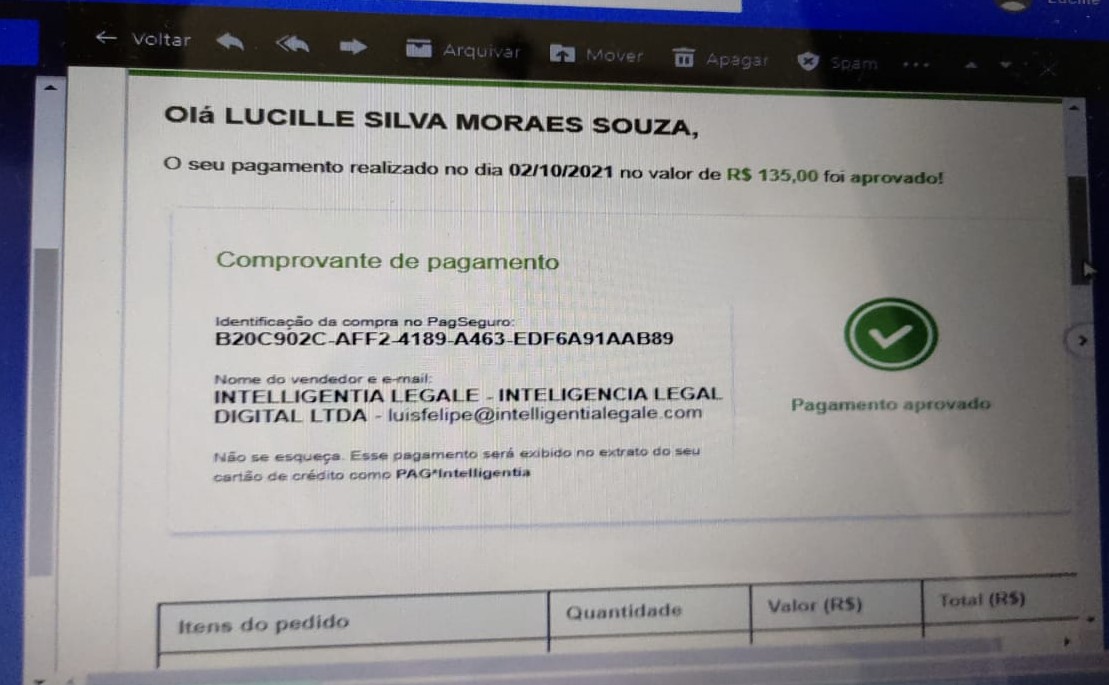 Voltar Arquivar Mover Apagar Spam
Olá LUCILLE SILVA MORAES SOUZA,
O seu pagamento realizado no dia 02/10/2021 no valor de R$ 135,00 foi aprovado!
Comprovante de pagamento
Identificação da compra no PagSeguro:
B20C902C-AFF2-4189-A463-EDF6A91AAB89
Nome do vendedor e e-mail:
INTELLIGENTIA LEGALE - INTELIGENCIA LEGAL
DIGITAL LTDA - luisfelipe@intelligentialegale.com
Não se esqueça. Esse pagamento será exibido no extrato do seu
cartão de crédito como PAG*Intelligentia
Pagamento aprovado
Itens do pedido Quantidade Valor (R$) Total (R$)